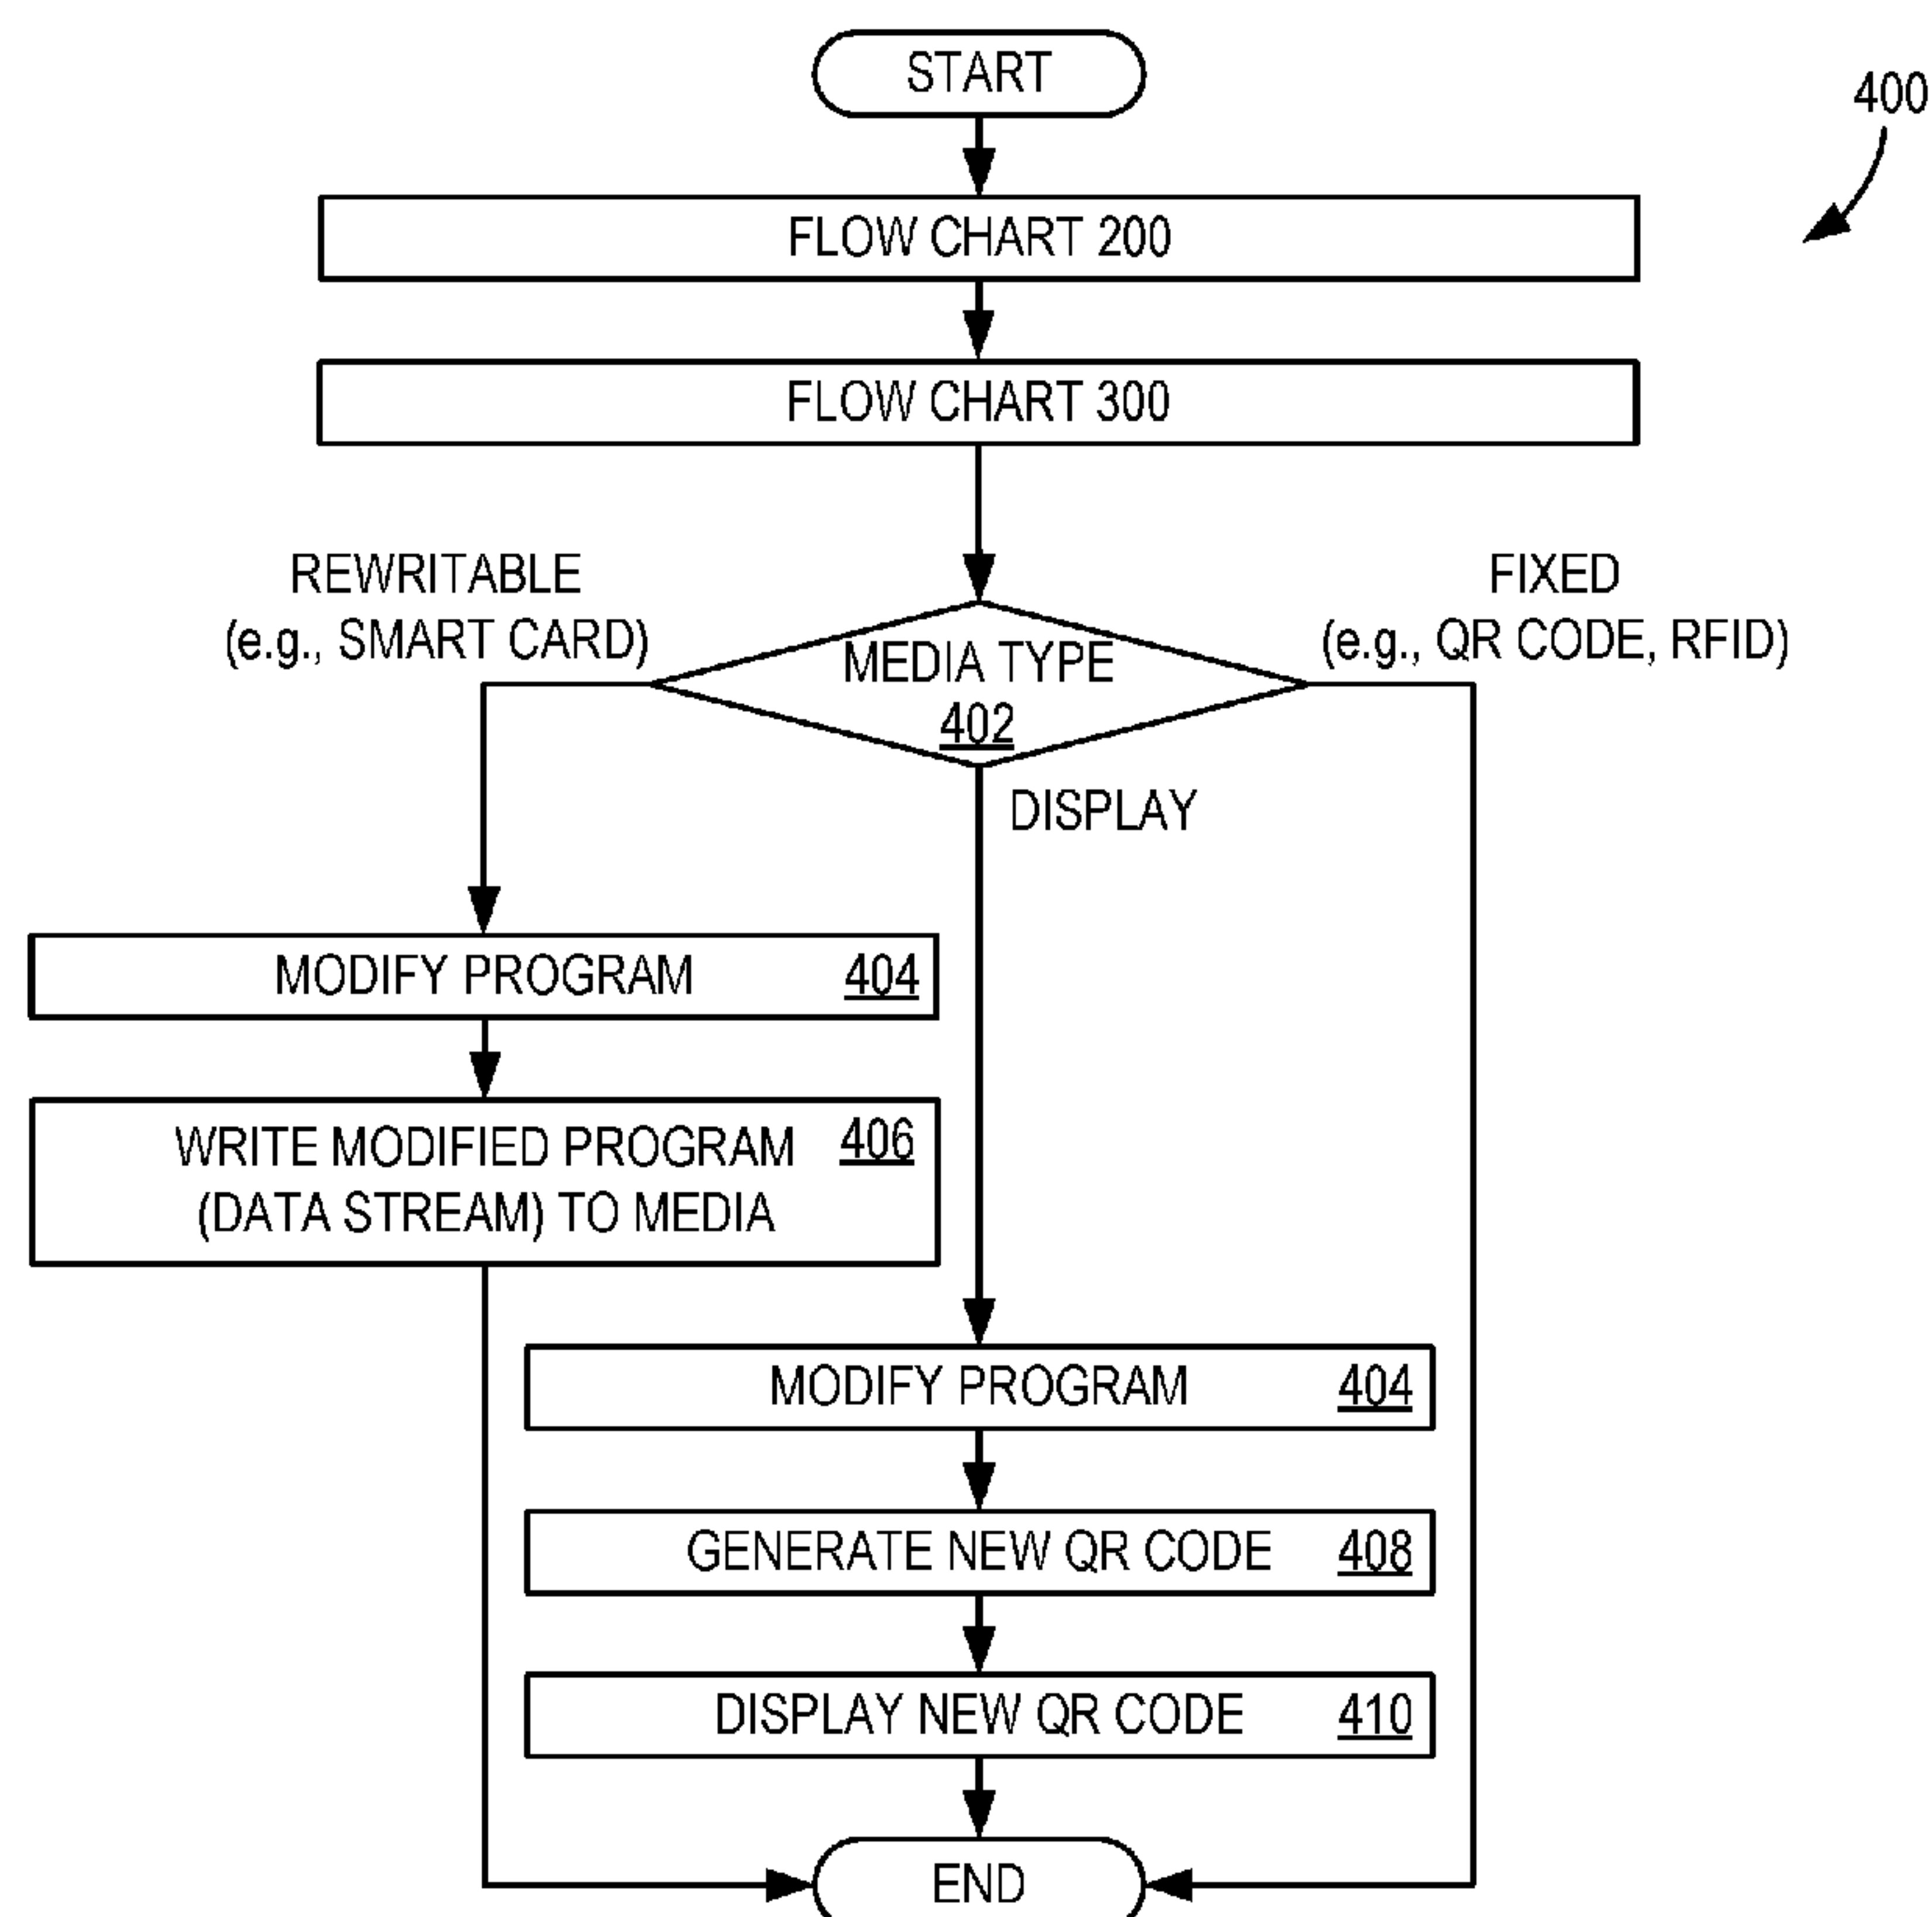 START
400
FLOW CHART 200
FLOW CHART 300
REWRITABLE
(e.g., SMART CARD)
FIXED
(e.g., QR CODE, RFID)
MEDIA TYPE
402
DISPLAY
MODIFY PROGRAM 404
WRITE MODIFIED PROGRAM 406
(DATA STREAM) TO MEDIA
MODIFY PROGRAM 404
GENERATE NEW QR CODE 408
DISPLAY NEW QR CODE 410
END